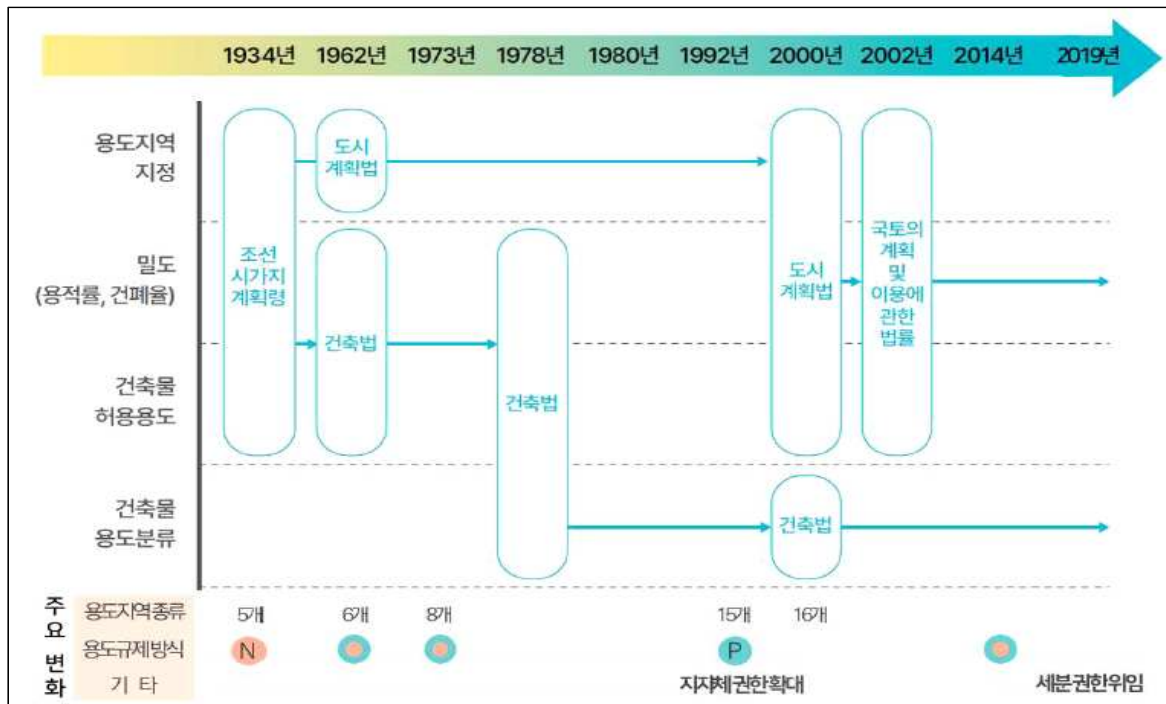 1934년 1962년 1973년 1978년 1980년 1992년 2000년 2002년 2014년 2019년
용도지역
지정
도시
계획법
밀도
(용적률, 건폐율)
조선
시가지
계획령
건축법
도시
계획법
국토의
계획
및
이용에
관한
법률
건축물
허용용도
건축법
건축물
용도분류
건축법
주요 변화
용도지역종류 5개 6개 8개 15개 16개
용도규제방식 N P
기 타 지자체권한확대 세분권한위임